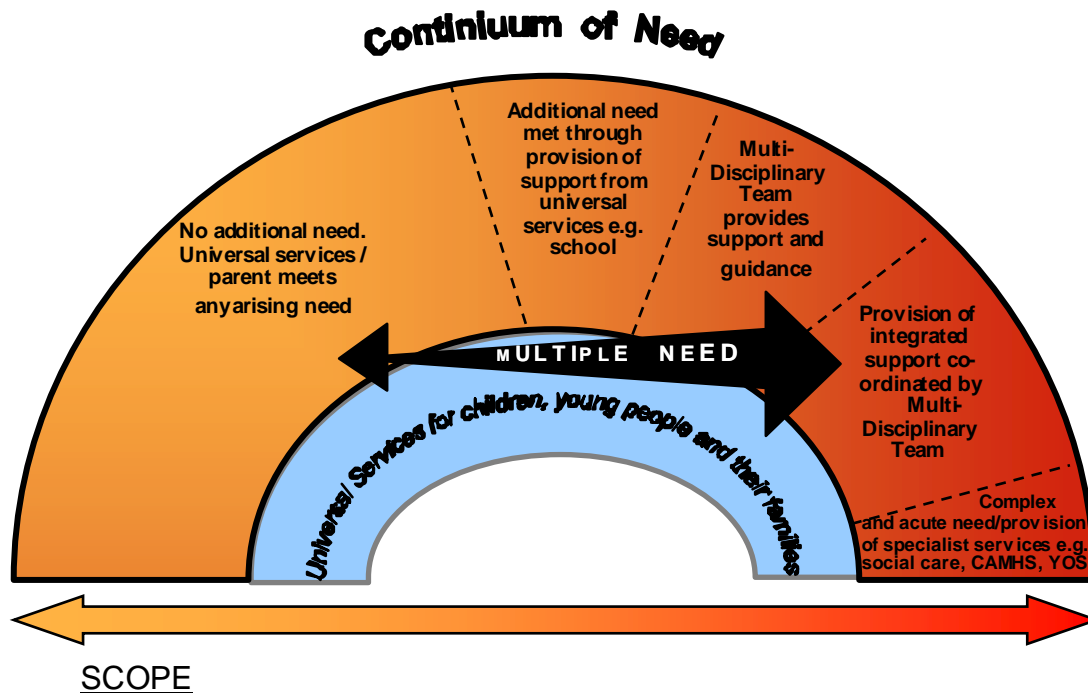 Continiuum of Need
Additional need
met through
provision of
support from
universal
services e.g.
school
Multi-
Disciplinary
Team
provides
support and
guidance
No additional need.
Universal services /
parent meets
anyarising need
Provision of
integrated
support co-
ordinated by
Multi-
Disciplinary
Team
MULTIPLE NEED
Universal Services for children, young people and their families
Complex
and acute need/provision
of specialist services e.g.
social care, CAMHS, YOS
SCOPE